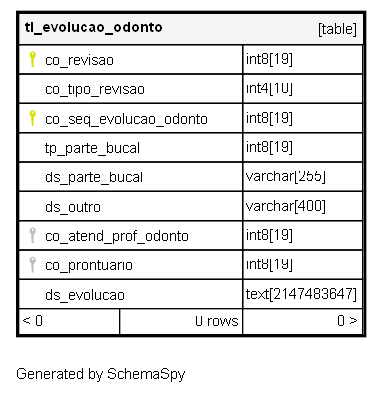 tl_evolucao_odonto [table]
co_revisao int8[19]
co_tipo_revisao int4[10]
co_seq_evolucao_odonto int8[19]
tp_parte_bucal int8[19]
ds_parte_bucal varchar[255]
ds_outro varchar[400]
co_atend_prof_odonto int8[19]
co_prontuario int8[19]
ds_evolucao text[2147483647]
< 0 0 rows 0 >
Generated by SchemaSpy